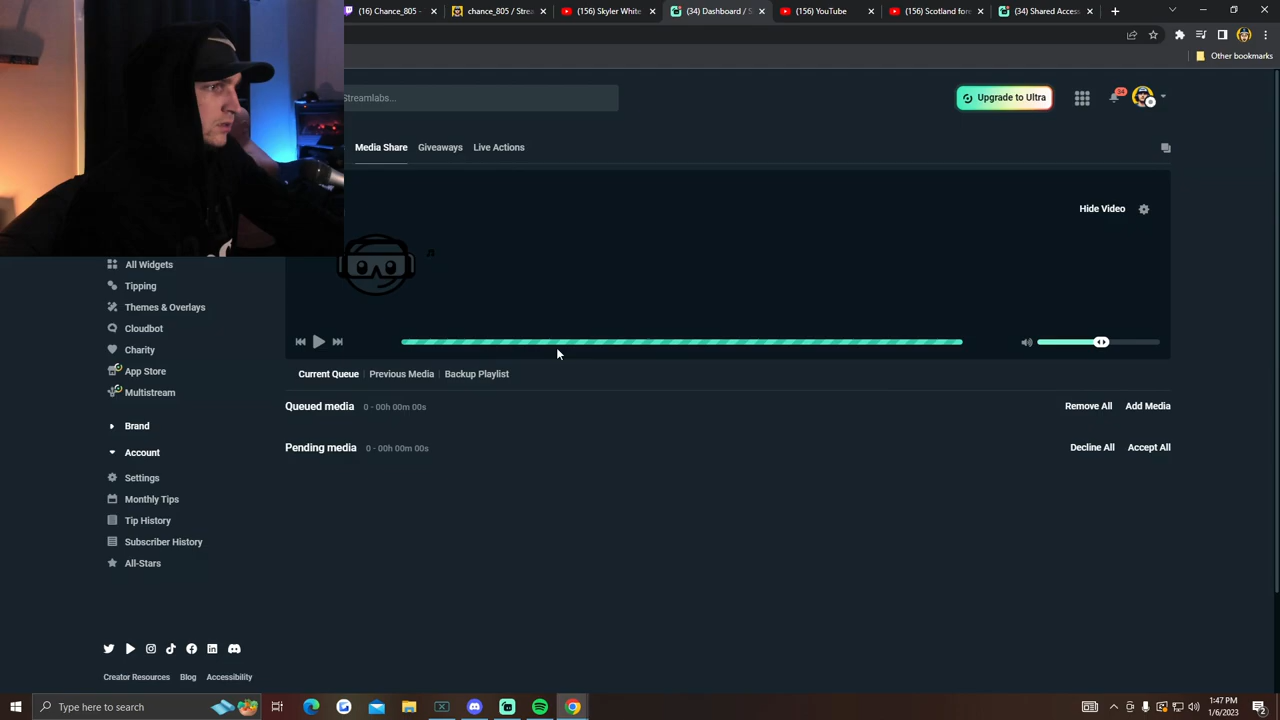 (16) Chance_805 -
chance_805 / Strea
(156) Skyler White
(34) Dashboard / S
(156) YouTube
(156) Scotland fore
(34) Shared Access
Other bookmarks
Streamlabs...
Upgrade to Ultra
34
Media Share
Giveaways
Live Actions
Hide Video
All Widgets
Tipping
Themes & Overlays
Cloudbot
Charity
App Store
Multistream
Brand
Account
Settings
Monthly Tips
Tip History
Subscriber History
All-Stars
Current Queue
Previous Media
Backup Playlist
Queued media 0 - 00h 00m 00s
Remove All
Add Media
Pending media 0 - 00h 00m 00s
Decline All
Accept All
Creator Resources
Blog
Accessibility
Type here to search
1:47 PM
1/6/2023